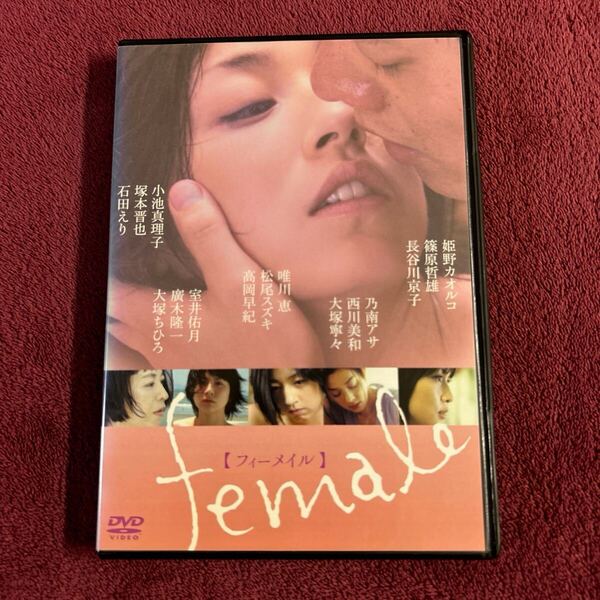 姫野カオルコ
篠原哲雄
長谷川京子
乃南アサ
西川美和
大塚寧々
唯川恵
松尾スズキ
高岡早紀
室井佑月
廣木隆一
大塚ちひろ
小池真理子
塚本晋也
石田えり
【フィーメイル】
female
DVD
VIDEO